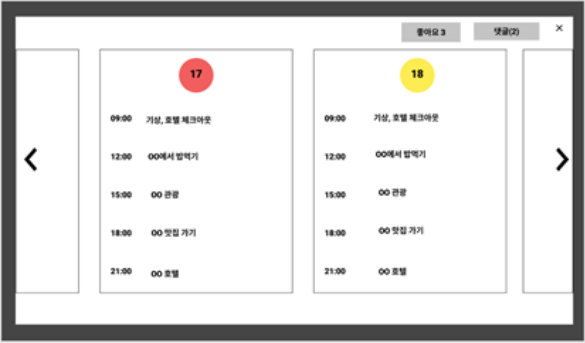 좋아요 3 댓글(2) ×
17
09:00 기상, 호텔 체크아웃
12:00 OO에서 밥먹기
15:00 OO 관광
18:00 OO 맛집 가기
21:00 OO 호텔
18
09:00 기상, 호텔 체크아웃
12:00 OO에서 밥먹기
15:00 OO 관광
18:00 OO 맛집 가기
21:00 OO 호텔